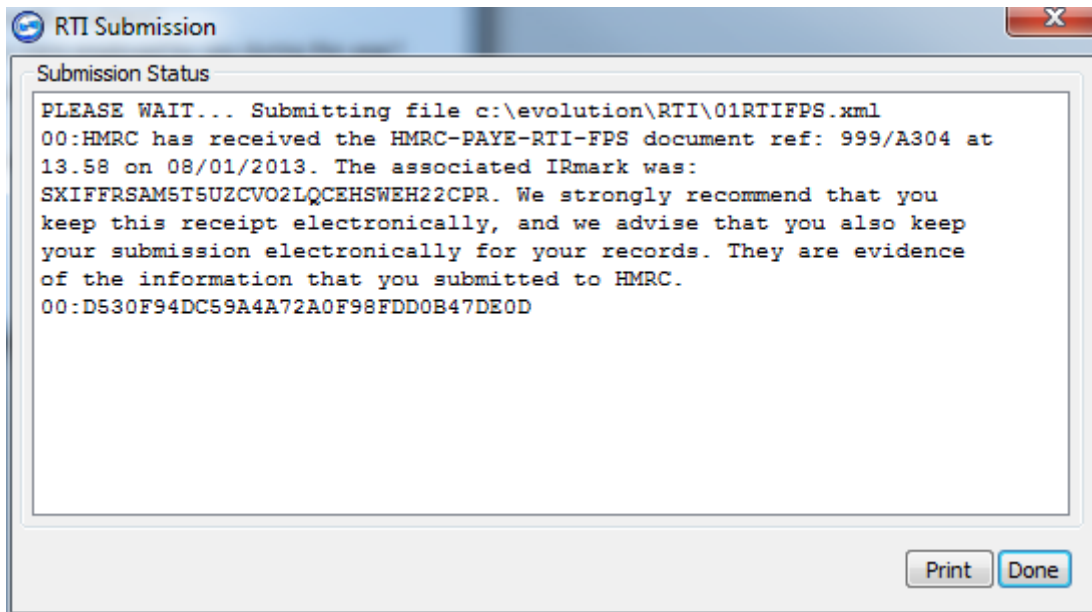 RTI Submission
Submission Status
PLEASE WAIT... Submitting file c:\evolution\RTI\01RTIFPS.xml
00:HMRC has received the HMRC-PAYE-RTI-FPS document ref: 999/A304 at
13.58 on 08/01/2013. The associated IRmark was:
SXIFFRSAM5T5UZCVO2LQCEHSWEH22CPR. We strongly recommend that you
keep this receipt electronically, and we advise that you also keep
your submission electronically for your records. They are evidence
of the information that you submitted to HMRC.
00:D530F94DC59A4A72A0F98FDD0B47DE0D
Print Done